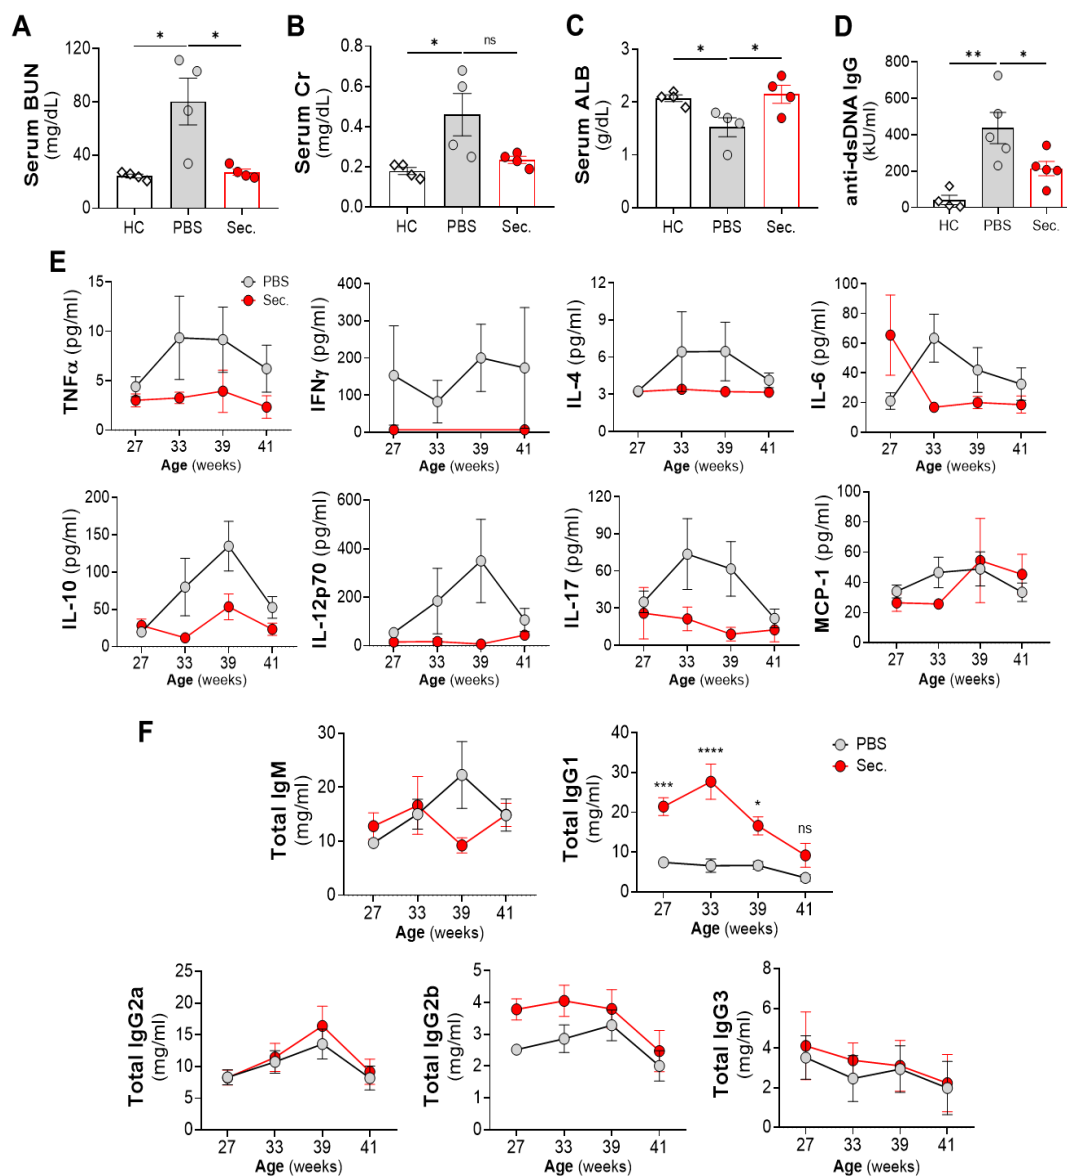 A
Serum BUN
(mg/dL)
120
80
40
0
*
*
HC
PBS
Sec.
B
Serum Cr
(mg/dL)
0.8
0.6
0.4
0.2
0.0
*
ns
HC
PBS
Sec.
C
Serum ALB
(g/dL)
3
2
1
0
*
*
HC
PBS
Sec.
D
anti-dsDNA IgG
(kU/ml)
800
600
400
200
0
**
*
HC
PBS
Sec.
E
TNFα (pg/ml)
15
10
5
0
PBS
Sec.
27 33 39 41
Age (weeks)
IFNγ (pg/ml)
400
300
200
100
0
27 33 39 41
Age (weeks)
IL-4 (pg/ml)
12
9
6
3
0
27 33 39 41
Age (weeks)
IL-6 (pg/ml)
100
80
60
40
20
0
27 33 39 41
Age (weeks)
IL-10 (pg/ml)
200
150
100
50
0
27 33 39 41
Age (weeks)
IL-12p70 (pg/ml)
600
400
200
0
27 33 39 41
Age (weeks)
IL-17 (pg/ml)
120
90
60
30
0
27 33 39 41
Age (weeks)
MCP-1 (pg/ml)
100
80
60
40
20
0
27 33 39 41
Age (weeks)
F
Total IgM
(mg/ml)
30
20
10
0
27 33 39 41
Age (weeks)
Total IgG1
(mg/ml)
40
30
20
10
0
***
****
*
ns
27 33 39 41
Age (weeks)
PBS
Sec.
Total IgG2a
(mg/ml)
25
20
15
10
5
0
27 33 39 41
Age (weeks)
Total IgG2b
(mg/ml)
5
4
3
2
1
0
27 33 39 41
Age (weeks)
Total IgG3
(mg/ml)
8
6
4
2
0
27 33 39 41
Age (weeks)